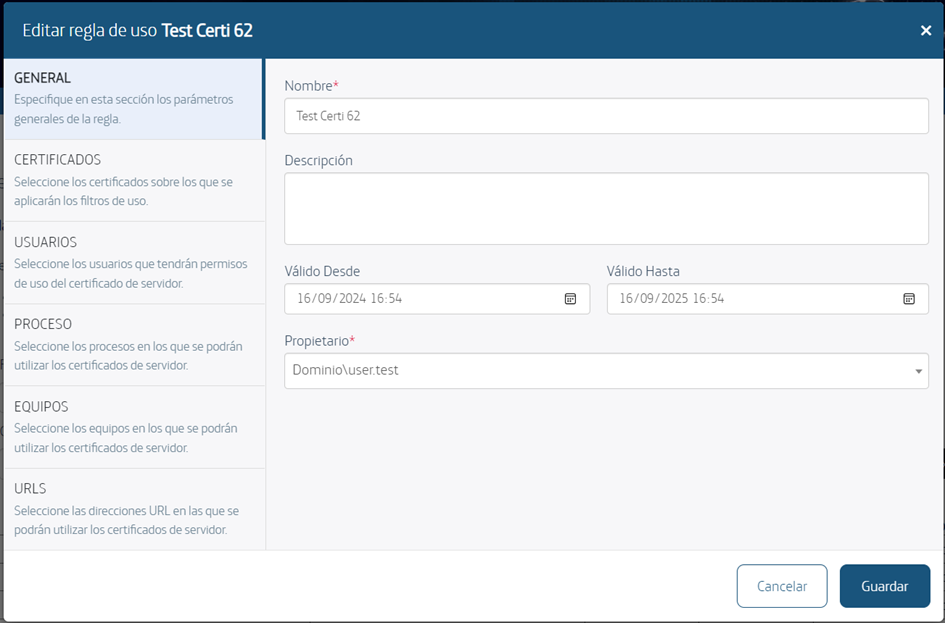 Editar regla de uso Test Certi 62
GENERAL
Especifique en esta sección los parámetros
generales de la regla.
CERTIFICADOS
Seleccione los certificados sobre los que se
aplicarán los filtros de uso.
USUARIOS
Seleccione los usuarios que tendrán permisos
de uso del certificado de servidor.
PROCESO
Seleccione los procesos en los que se podrán
utilizar los certificados de servidor.
EQUIPOS
Seleccione los equipos en los que se podrán
utilizar los certificados de servidor.
URLS
Seleccione las direcciones URL en las que se
podrán utilizar los certificados de servidor.
Nombre*
Test Certi 62
Descripción
Válido Desde
16/09/2024 16:54
Válido Hasta
16/09/2025 16:54
Propietario*
Dominio\user.test
Cancelar
Guardar